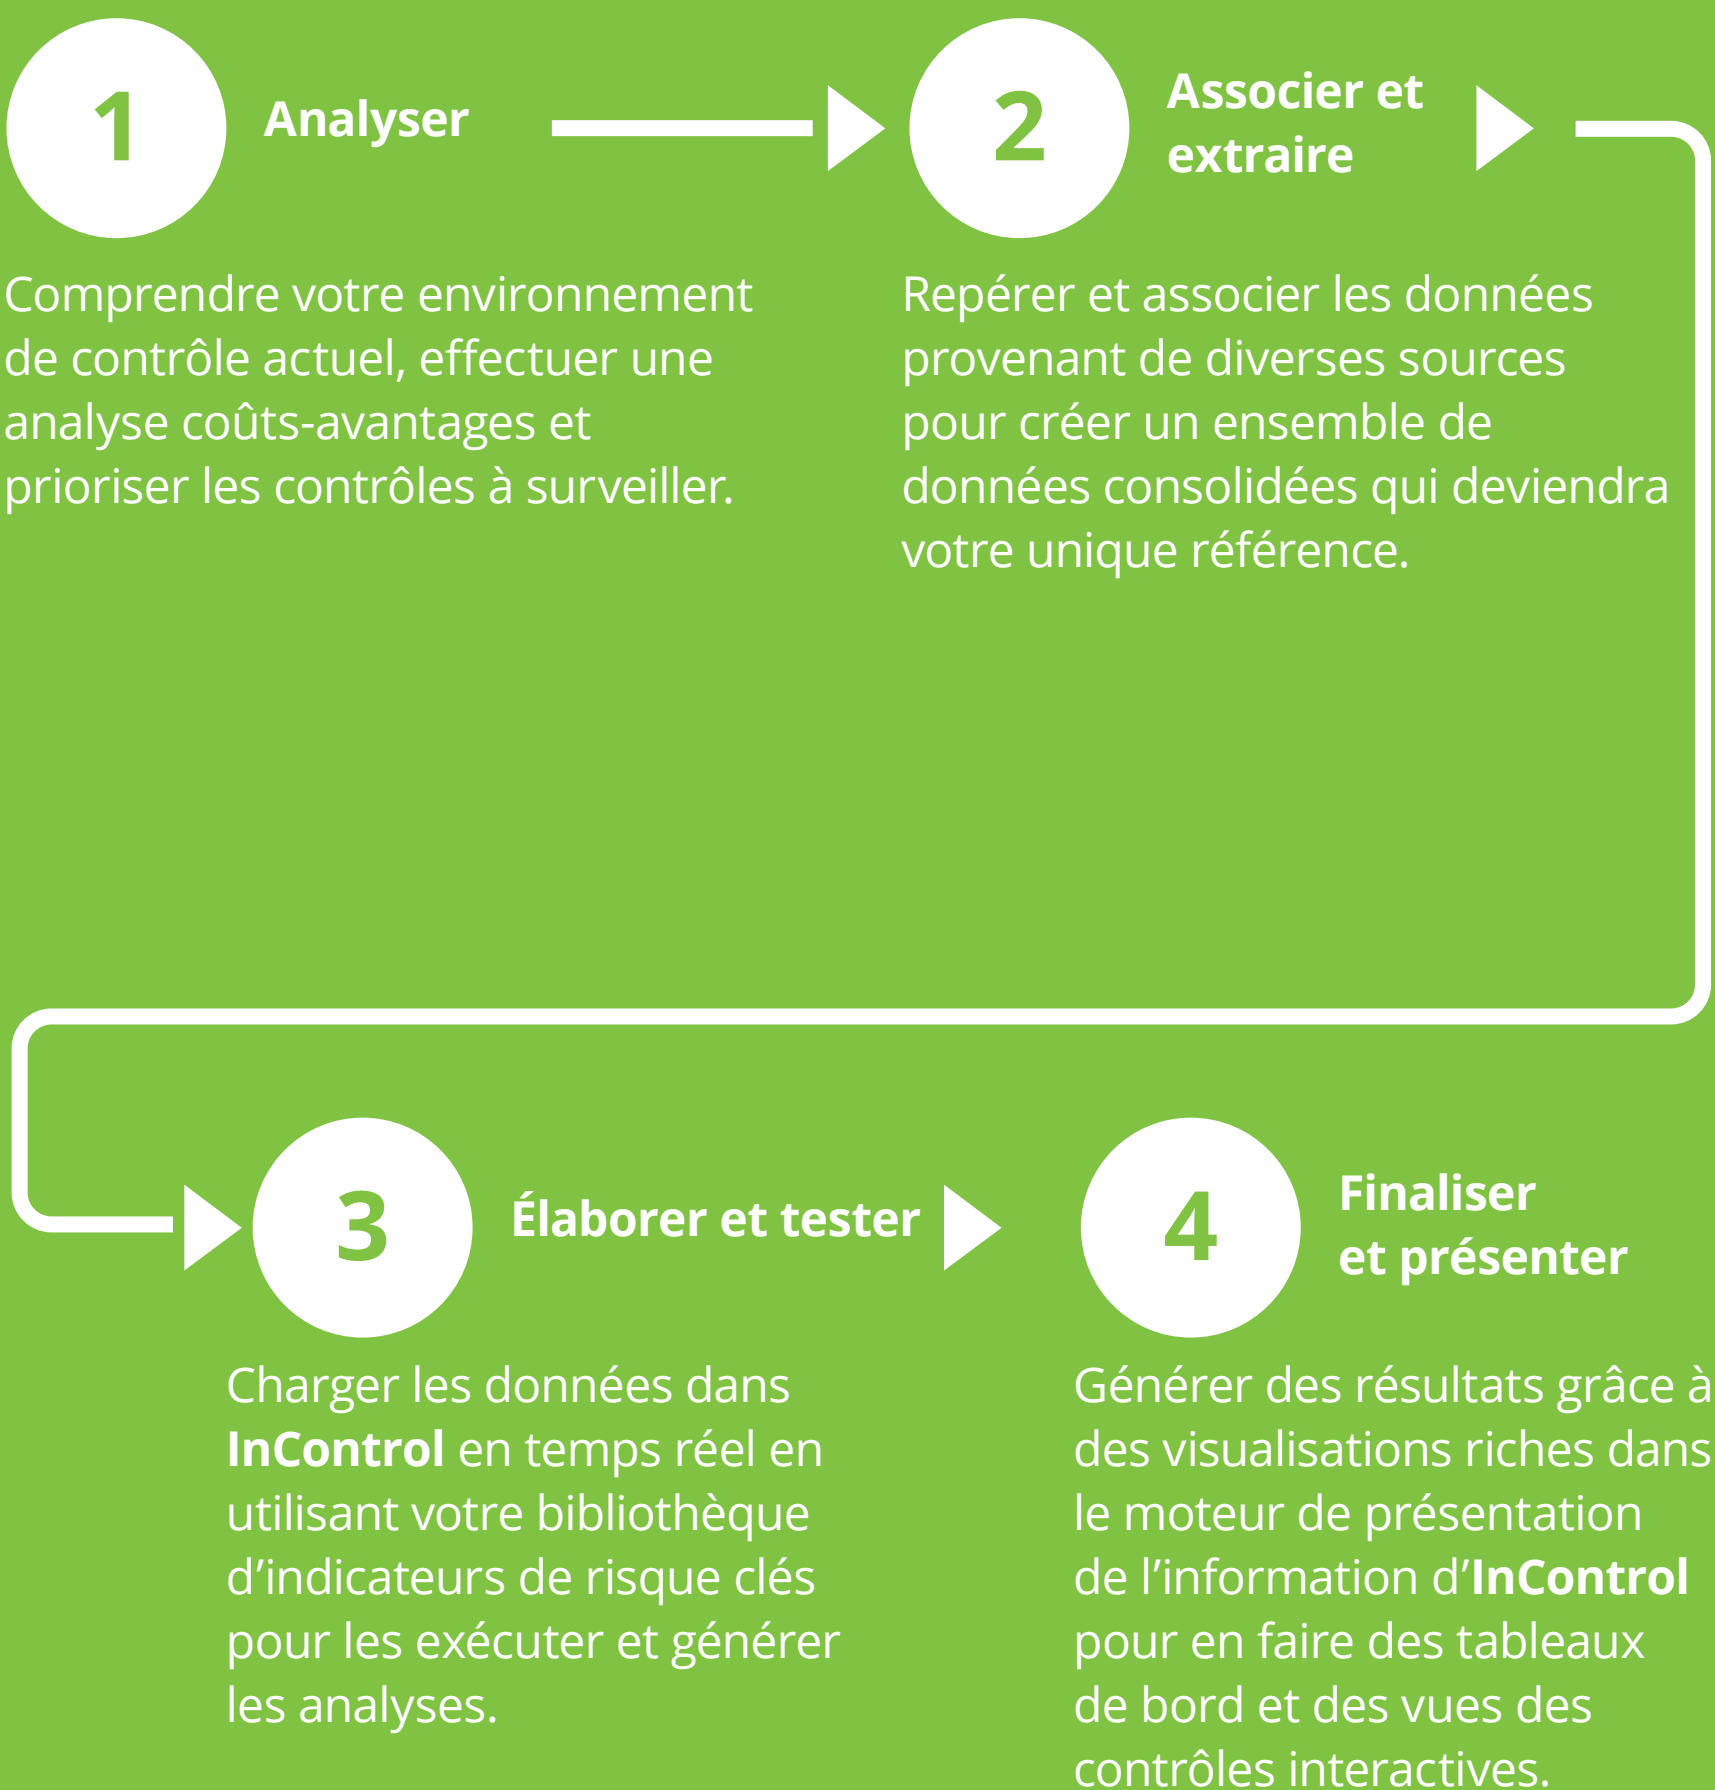 1
Analyser
Comprendre votre environnement
de contrôle actuel, effectuer une
analyse coûts-avantages et
prioriser les contrôles à surveiller.
2
Associer et
extraire
Repérer et associer les données
provenant de diverses sources
pour créer un ensemble de
données consolidées qui deviendra
votre unique référence.
3
Élaborer et tester
Charger les données dans
InControl en temps réel en
utilisant votre bibliothèque
d’indicateurs de risque clés
pour les exécuter et générer
les analyses.
4
Finaliser
et présenter
Générer des résultats grâce à
des visualisations riches dans
le moteur de présentation
de l’information d’InControl
pour en faire des tableaux
de bord et des vues des
contrôles interactives.